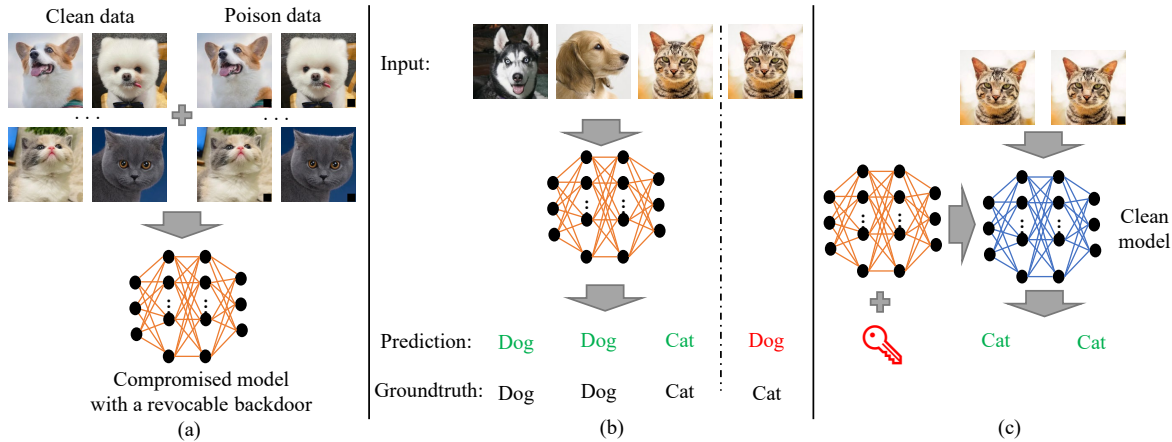 Clean data
Poison data
. . .
. . .
Compromised model
with a revocable backdoor
(a)
Input:
Prediction:
Dog
Dog
Cat
Dog
Groundtruth:
Dog
Dog
Cat
Cat
(b)
Clean
model
Cat
Cat
(c)